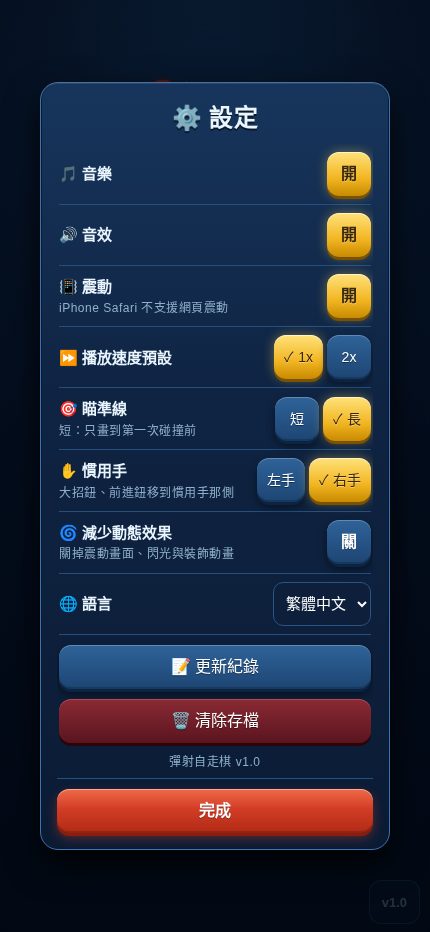 ⚙️ 設定
🎵 音樂 開
🔊 音效 開
📳 震動 開
iPhone Safari 不支援網頁震動
⏩ 播放速度預設 ✓ 1x 2x
🎯 瞄準線 短 ✓ 長
短：只畫到第一次碰撞前
✋ 慣用手 左手 ✓ 右手
大招鈕、前進鈕移到慣用手那側
🌀 減少動態效果 關
關掉震動畫面、閃光與裝飾動畫
🌐 語言 繁體中文
📝 更新紀錄
🗑️ 清除存檔
彈射自走棋 v1.0
完成
v1.0